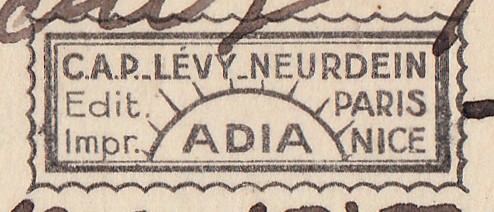 C.A.P._LÉVY_NEURDEIN
Edit. PARIS
Impr. ADIA NICE